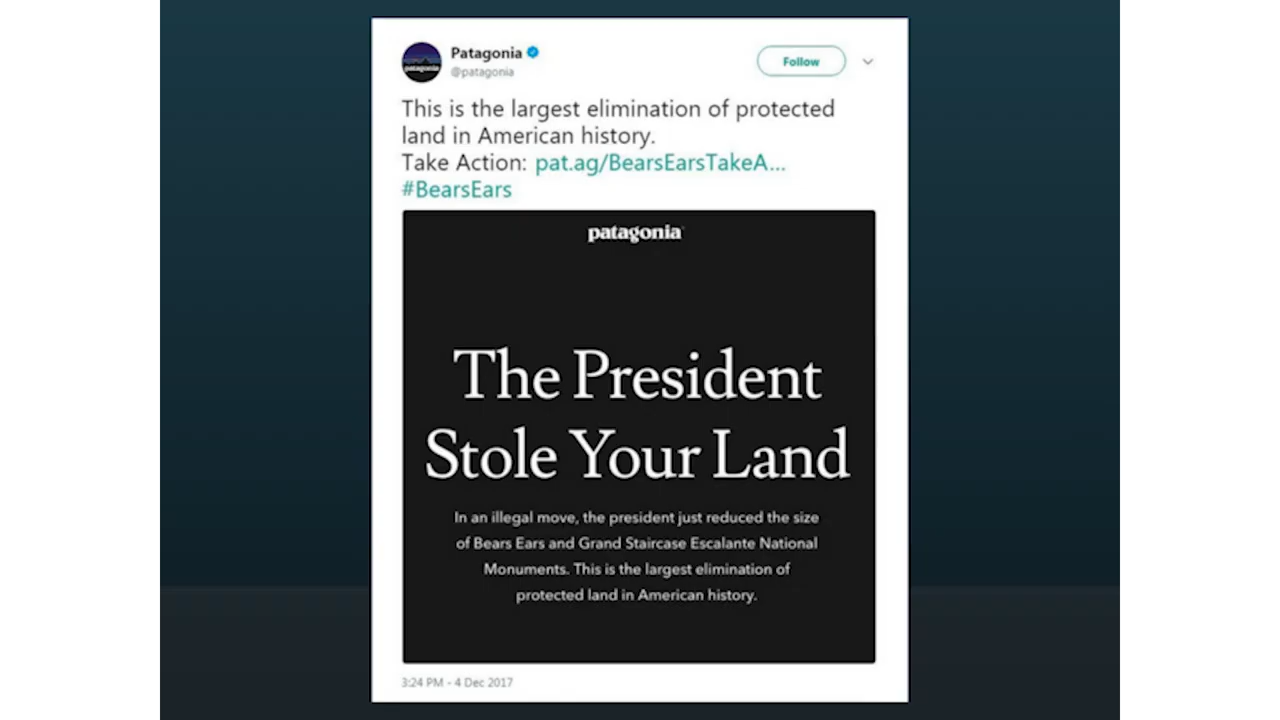 Patagonia
@patagonia
Follow
This is the largest elimination of protected
land in American history.
Take Action: pat.ag/BearsEarsTakeA...
#BearsEars
patagonia
The President
Stole Your Land
In an illegal move, the president just reduced the size
of Bears Ears and Grand Staircase Escalante National
Monuments. This is the largest elimination of
protected land in American history.
3:24 PM - 4 Dec 2017